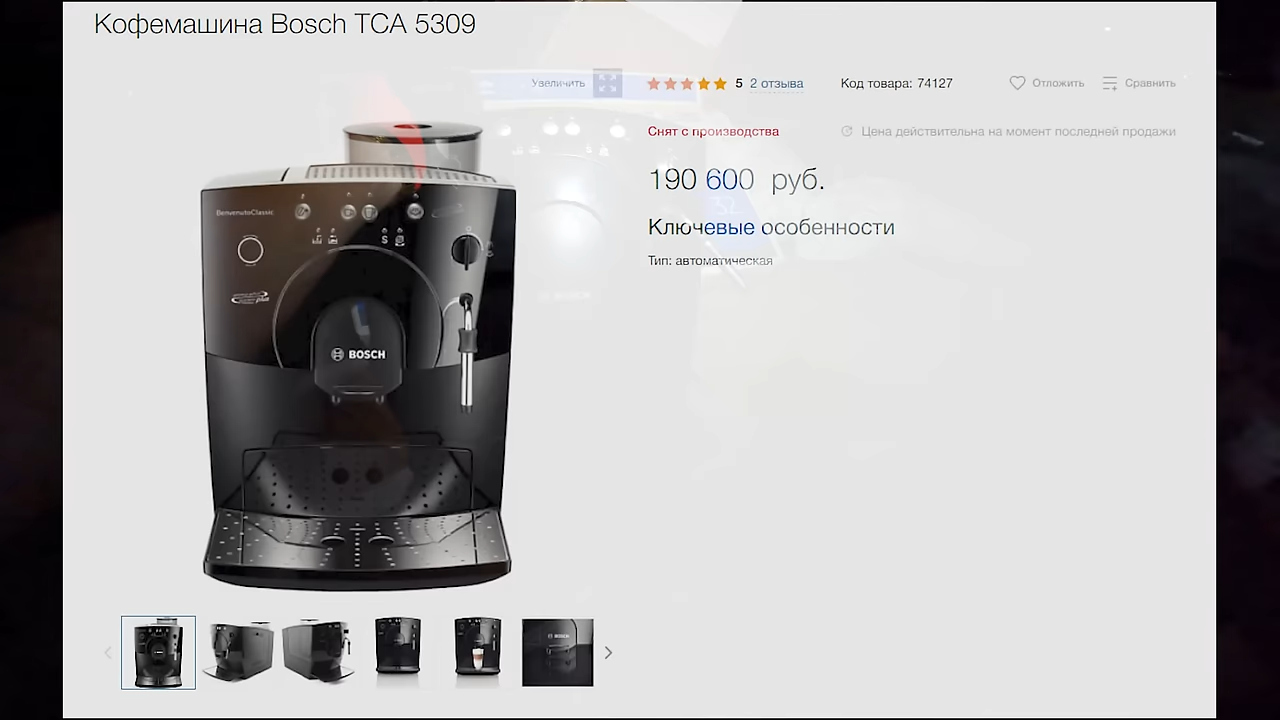 Кофемашина Bosch TCA 5309
Увеличить
5 2 отзыва
Код товара: 74127
Отложить
Сравнить
Снят с производства
Цена действительна на момент последней продажи
190 600 руб.
Ключевые особенности
Тип: автоматическая
BenvenutoClassic
S
plus
BOSCH